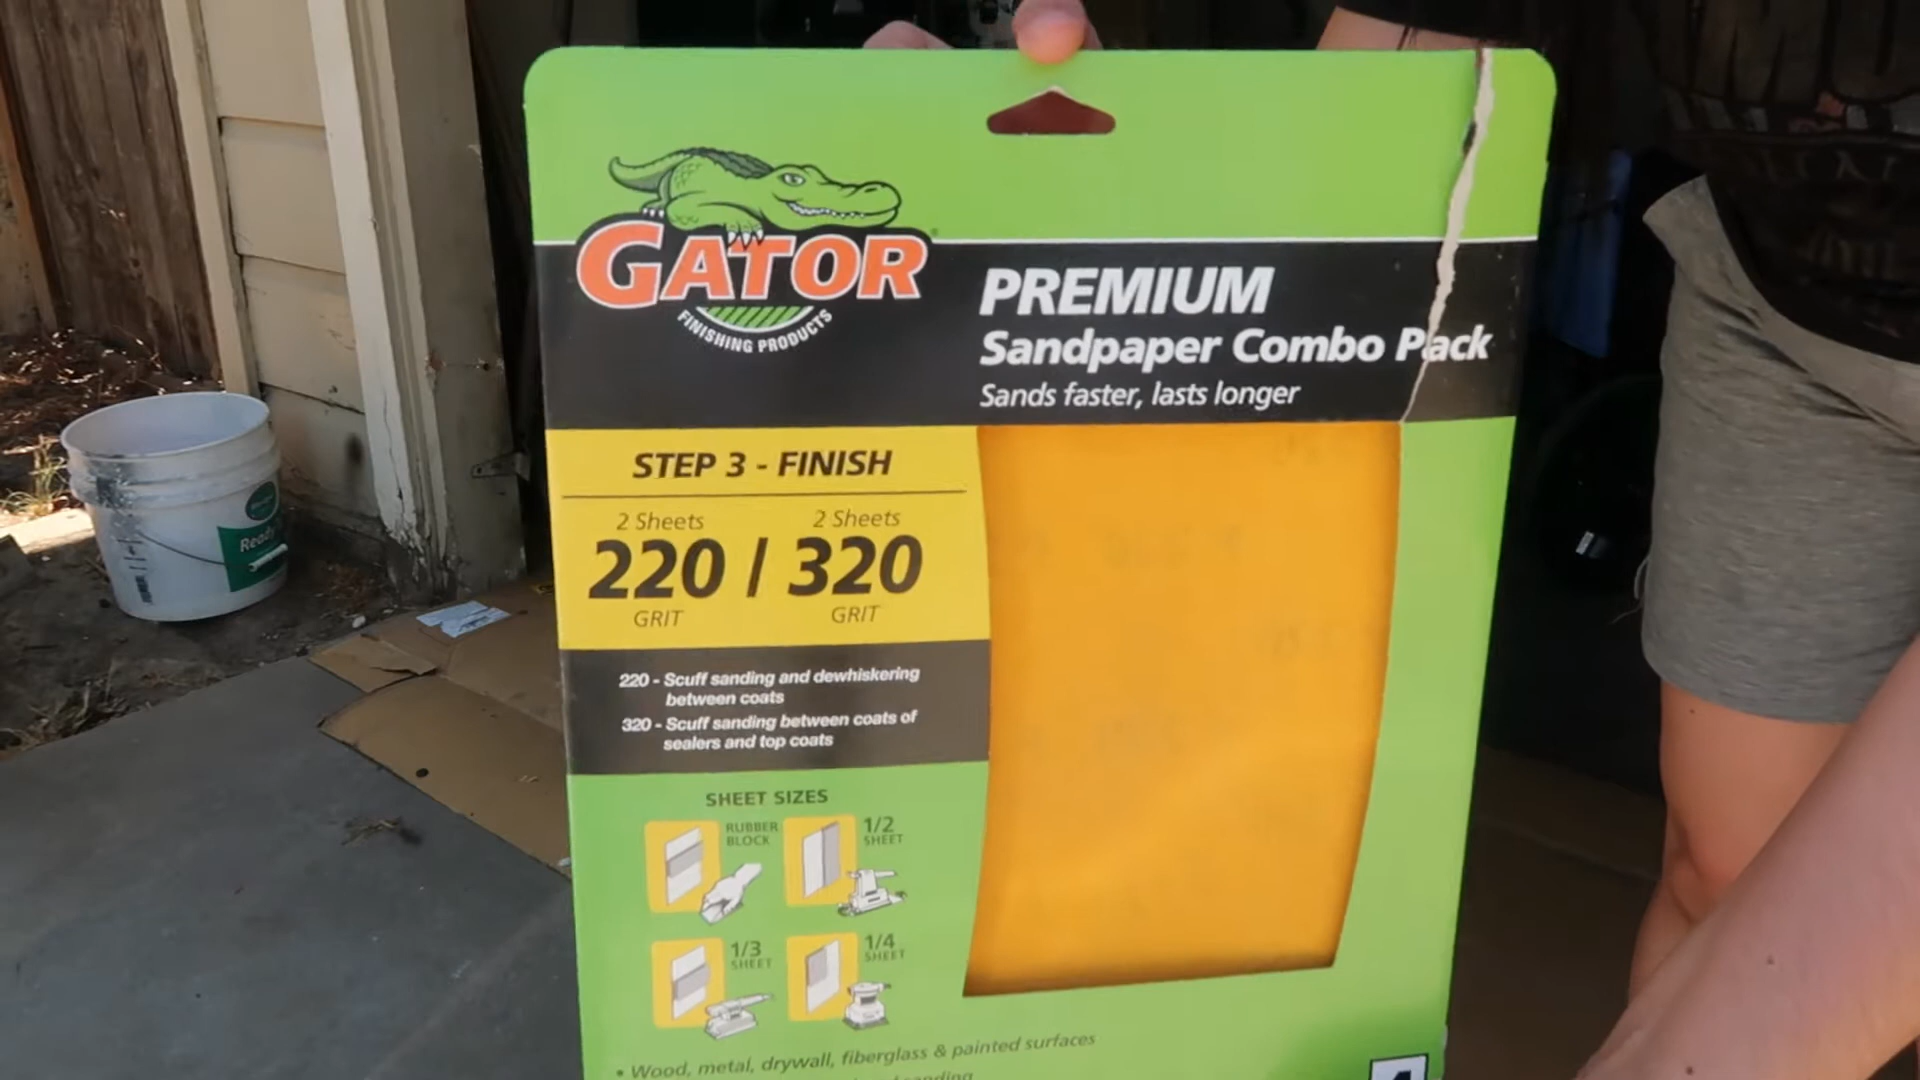 GATOR
FINISHING PRODUCTS
PREMIUM
Sandpaper Combo Pack
Sands faster, lasts longer
STEP 3 - FINISH
2 Sheets 2 Sheets
220 / 320
GRIT GRIT
220 - Scuff sanding and dewhiskering
between coats
320 - Scuff sanding between coats of
sealers and top coats
SHEET SIZES
RUBBER BLOCK
1/2 SHEET
1/3 SHEET
1/4 SHEET
• Wood, metal, drywall, fiberglass & painted surfaces
sanding
Ready